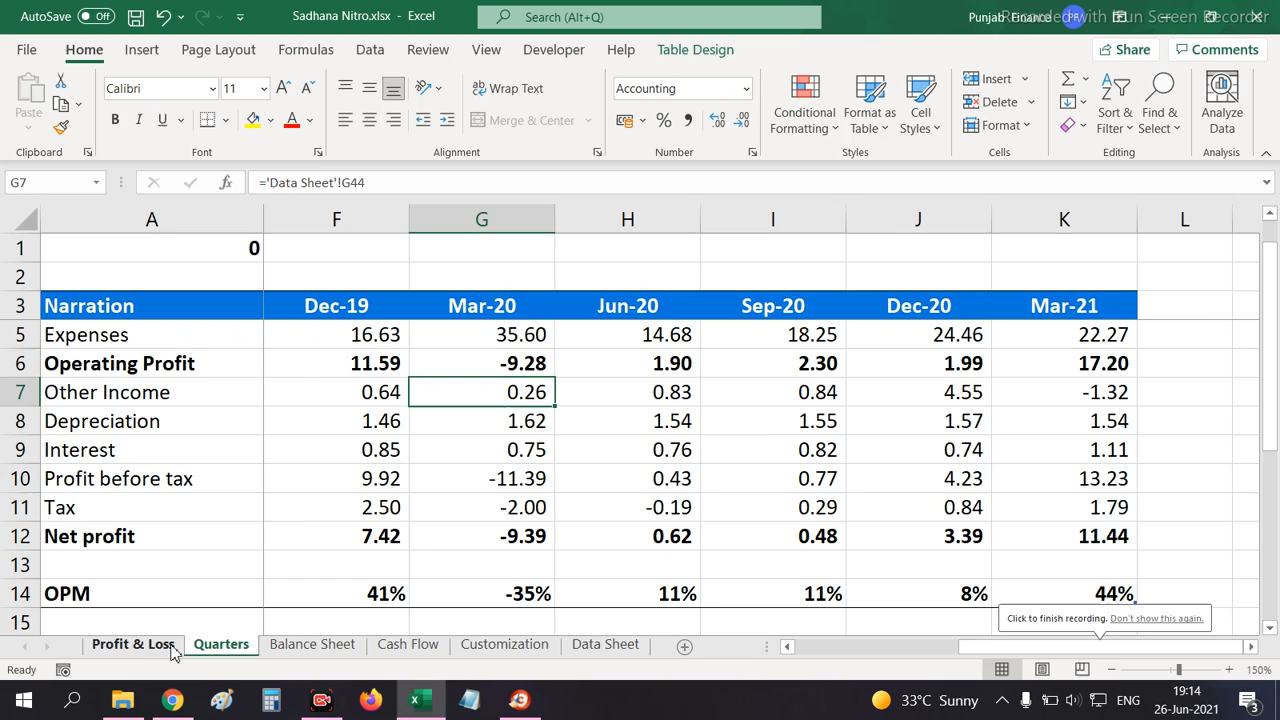 AutoSave Off Sadhana Nitro.xlsx - Excel Search (Alt+Q) Punjab Finance PF
Recorded with iFun Screen Recorder
File Home Insert Page Layout Formulas Data Review View Developer Help Table Design Share Comments
Calibri 11 Wrap Text Accounting Insert
Paste B I U Merge & Center Conditional Formatting Format as Table Cell Styles Delete Format Sort & Filter Find & Select Analyze Data
Clipboard Font Alignment Number Styles Cells Editing Analysis
G7 fx ='Data Sheet'!G44
A F G H I J K L
1 0
2
3 Narration Dec-19 Mar-20 Jun-20 Sep-20 Dec-20 Mar-21
5 Expenses 16.63 35.60 14.68 18.25 24.46 22.27
6 Operating Profit 11.59 -9.28 1.90 2.30 1.99 17.20
7 Other Income 0.64 0.26 0.83 0.84 4.55 -1.32
8 Depreciation 1.46 1.62 1.54 1.55 1.57 1.54
9 Interest 0.85 0.75 0.76 0.82 0.74 1.11
10 Profit before tax 9.92 -11.39 0.43 0.77 4.23 13.23
11 Tax 2.50 -2.00 -0.19 0.29 0.84 1.79
12 Net profit 7.42 -9.39 0.62 0.48 3.39 11.44
13
14 OPM 41% -35% 11% 11% 8% 44%
15
Click to finish recording. Don't show this again.
Profit & Loss Quarters Balance Sheet Cash Flow Customization Data Sheet
Ready 150%
33°C Sunny ENG 19:14
26-Jun-2021 3